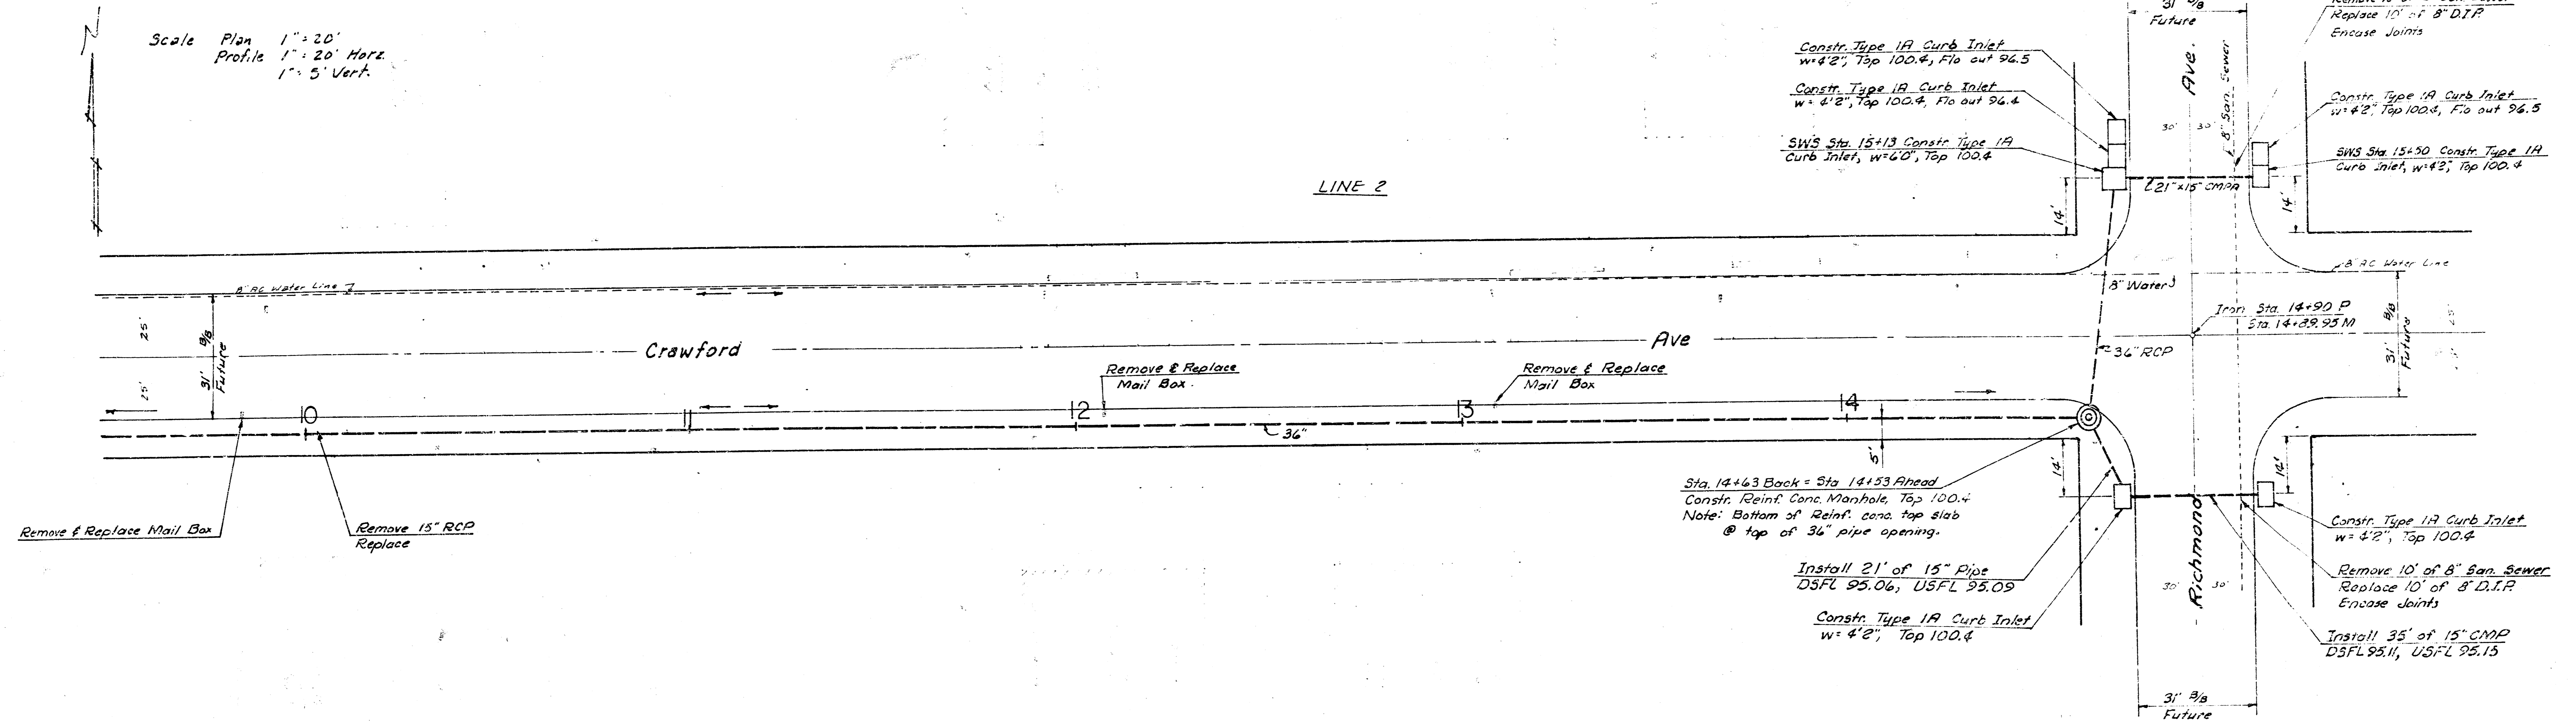 N
Scale Plan 1" = 20'
Profile 1" = 20' Horz.
1" = 5' Vert.
LINE 2
Constr. Type 1A Curb Inlet
w=4'2", Top 100.4, Flo out 96.5
Constr. Type 1A Curb Inlet
w= 4'2", Top 100.4, Flo out 96.4
SWS Sta. 15+13 Constr. Type 1A
Curb Inlet, w=6'0", Top 100.4
31' B/B
Future
Replace 10' of 8" D.I.P.
Encase Joints
Ave.
8" San. Sewer
30' 30'
Constr. Type 1A Curb Inlet
w=4'2", Top 100.4, Flo out 96.5
SWS Sta. 15+50 Constr. Type 1A
Curb Inlet, w=4'2", Top 100.4
21"x15" CMPA
14'
14'
8" AC Water Line
8" AC Water Line
8" Water
Iron Sta. 14+90 P
Sta. 14+89.95 M
25'
25'
31' B/B
Future
Crawford
Ave
36" RCP
31' B/B
Future
25'
Remove & Replace
Mail Box.
Remove & Replace
Mail Box
10
11
12
13
14
36"
5'
Remove & Replace Mail Box
Remove 15" RCP
Replace
Sta. 14+63 Back = Sta 14+53 Ahead
Constr. Reinf. Conc. Manhole, Top 100.4
Note: Bottom of Reinf. conc. top slab
@ top of 36" pipe opening.
14'
14'
Install 21' of 15" Pipe
DSFL 95.06, USFL 95.09
Constr. Type 1A Curb Inlet
w= 4'2", Top 100.4
Richmond
30' 30'
Constr. Type 1A Curb Inlet
w= 4'2", Top 100.4
Remove 10' of 8" San. Sewer
Replace 10' of 8" D.I.P.
Encase Joints
Install 35' of 15" CMP
DSFL 95.11, USFL 95.15
31' B/B
Future